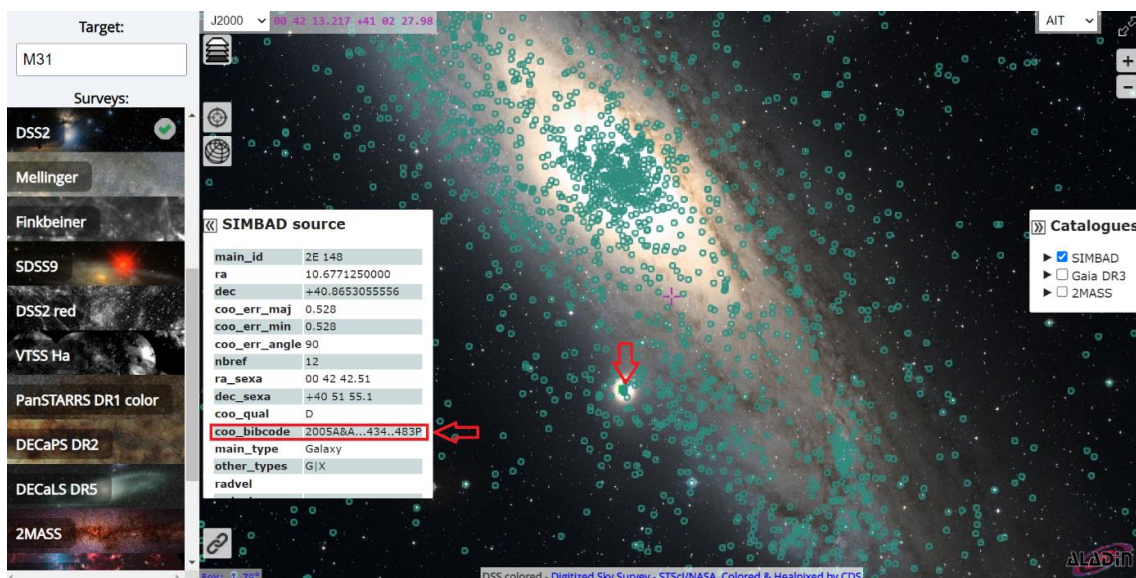 Target:
M31
Surveys:
DSS2
Mellinger
Finkbeiner
SDSS9
DSS2 red
VTSS Ha
PanSTARRS DR1 color
DECaPS DR2
DECaLS DR5
2MASS
J2000
00 42 13.217 +41 02 27.98
AIT
+
−
SIMBAD source
main_id 2E 148
ra 10.6771250000
dec +40.8653055556
coo_err_maj 0.528
coo_err_min 0.528
coo_err_angle 90
nbref 12
ra_sexa 00 42 42.51
dec_sexa +40 51 55.1
coo_qual D
coo_bibcode 2005A&A...434..483P
main_type Galaxy
other_types G|X
radvel
Catalogues
SIMBAD
Gaia DR3
2MASS
ALADIN
DSS colored - Digitized Sky Survey - STScI/NASA, Colored & Healpixed by CDS